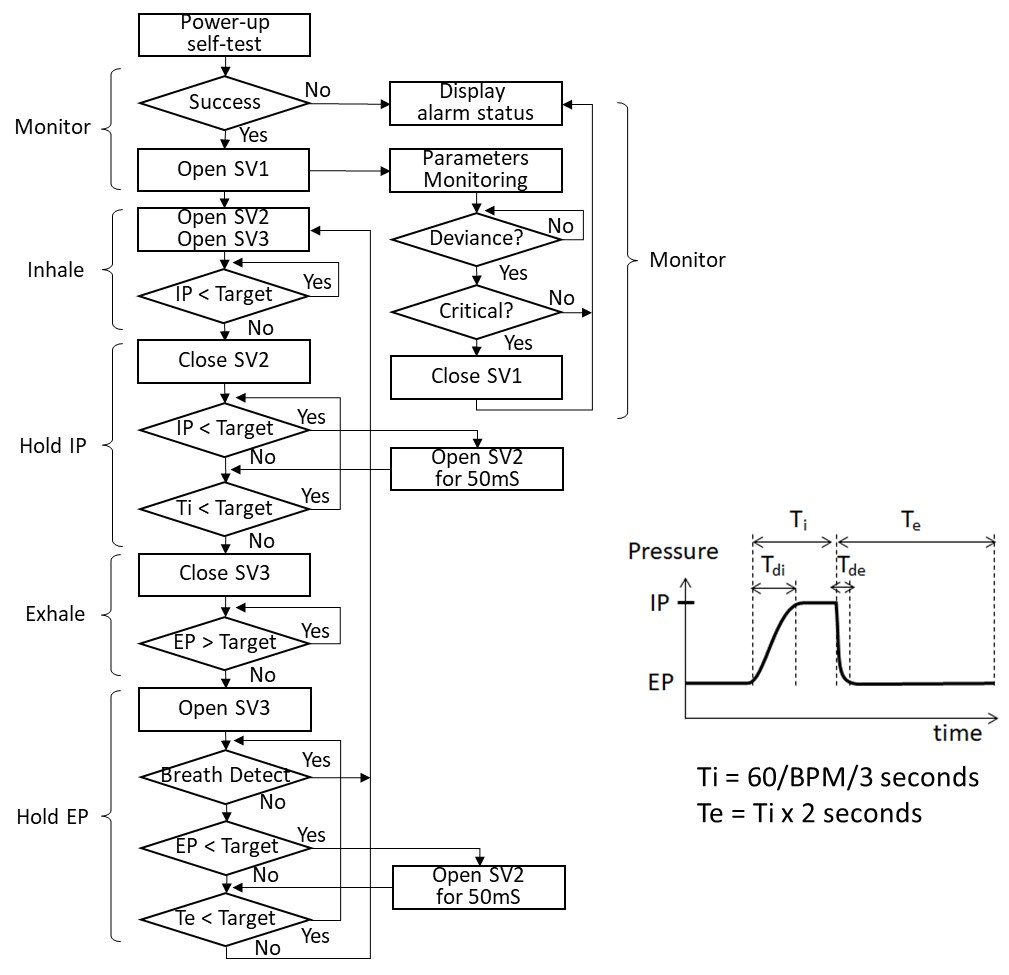 Power-up
self-test
Success
No
Yes
Display
alarm status
Monitor
Open SV1
Parameters
Monitoring
Open SV2
Open SV3
Deviance?
No
Yes
Inhale
IP < Target
Yes
No
Critical?
No
Yes
Monitor
Close SV2
Close SV1
Hold IP
IP < Target
Yes
No
Open SV2
for 50mS
Ti < Target
Yes
No
Close SV3
Exhale
EP > Target
Yes
No
Open SV3
Breath Detect
Yes
No
Hold EP
EP < Target
Yes
No
Open SV2
for 50mS
Te < Target
Yes
No
Ti
Te
Pressure
Tdi
Tde
IP
EP
time
Ti = 60/BPM/3 seconds
Te = Ti x 2 seconds